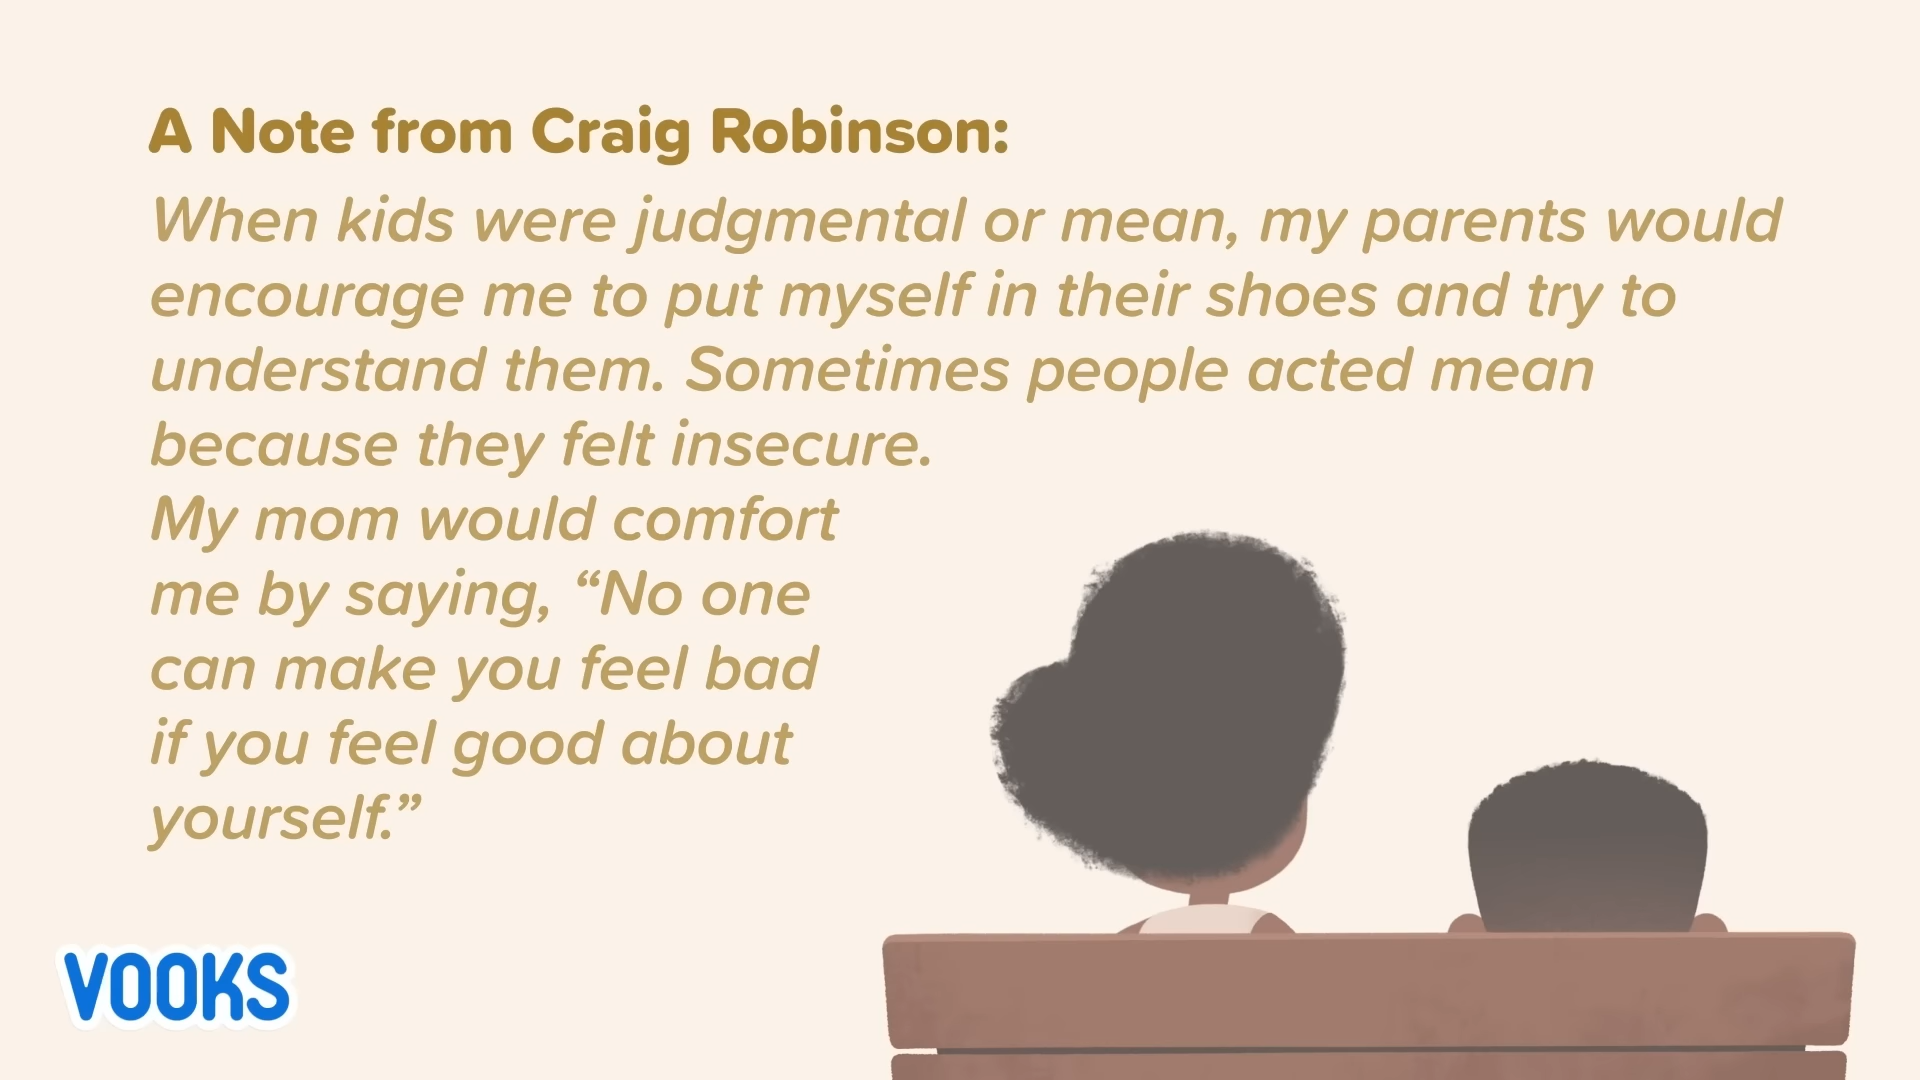 A Note from Craig Robinson:
When kids were judgmental or mean, my parents would
encourage me to put myself in their shoes and try to
understand them. Sometimes people acted mean
because they felt insecure.
My mom would comfort
me by saying, “No one
can make you feel bad
if you feel good about
yourself.”
VOOKS